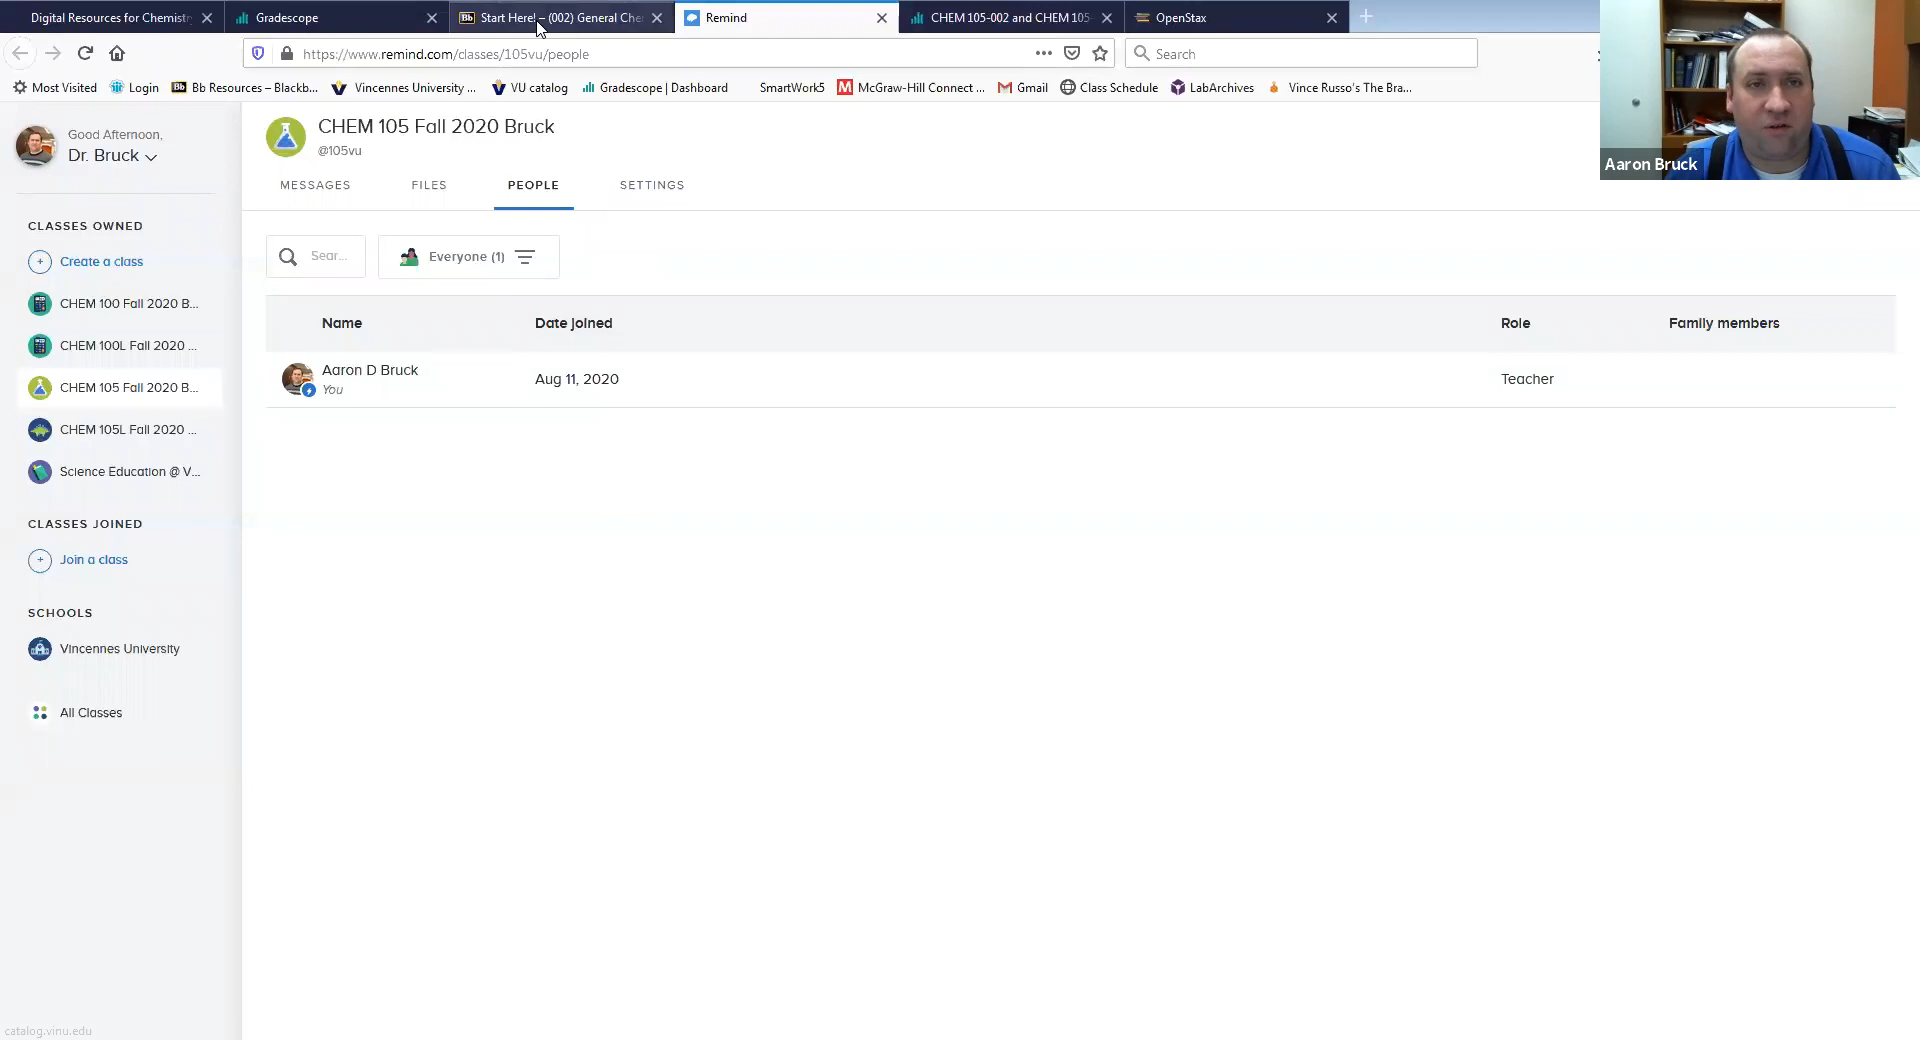 Digital Resources for Chemistr
Gradescope
Bb Start Here! – (002) General Che
Remind
CHEM 105-002 and CHEM 105-
OpenStax
https://www.remind.com/classes/105vu/people
Search
Most Visited
Login
Bb Bb Resources – Blackb...
Vincennes University ...
VU catalog
Gradescope | Dashboard
SmartWork5
M McGraw-Hill Connect ...
Gmail
Class Schedule
LabArchives
Vince Russo's The Bra...
Good Afternoon,
Dr. Bruck
CLASSES OWNED
Create a class
CHEM 100 Fall 2020 B...
CHEM 100L Fall 2020 ...
CHEM 105 Fall 2020 B...
CHEM 105L Fall 2020 ...
Science Education @ V...
CLASSES JOINED
Join a class
SCHOOLS
Vincennes University
All Classes
CHEM 105 Fall 2020 Bruck
@105vu
MESSAGES FILES PEOPLE SETTINGS
Sear...
Everyone (1)
Name Date joined Role Family members
Aaron D Bruck
You
Aug 11, 2020
Teacher
Aaron Bruck
catalog.vinu.edu